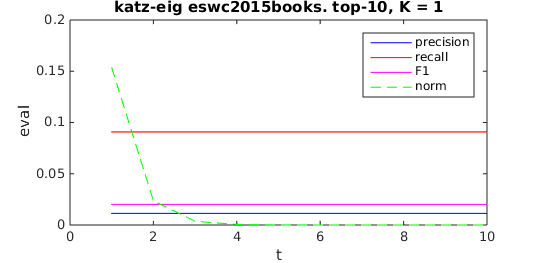 katz-eig eswc2015books. top-10, K = 1
0.2
0.15
0.1
0.05
0
eval
precision
recall
F1
norm
0 2 4 6 8 10
t